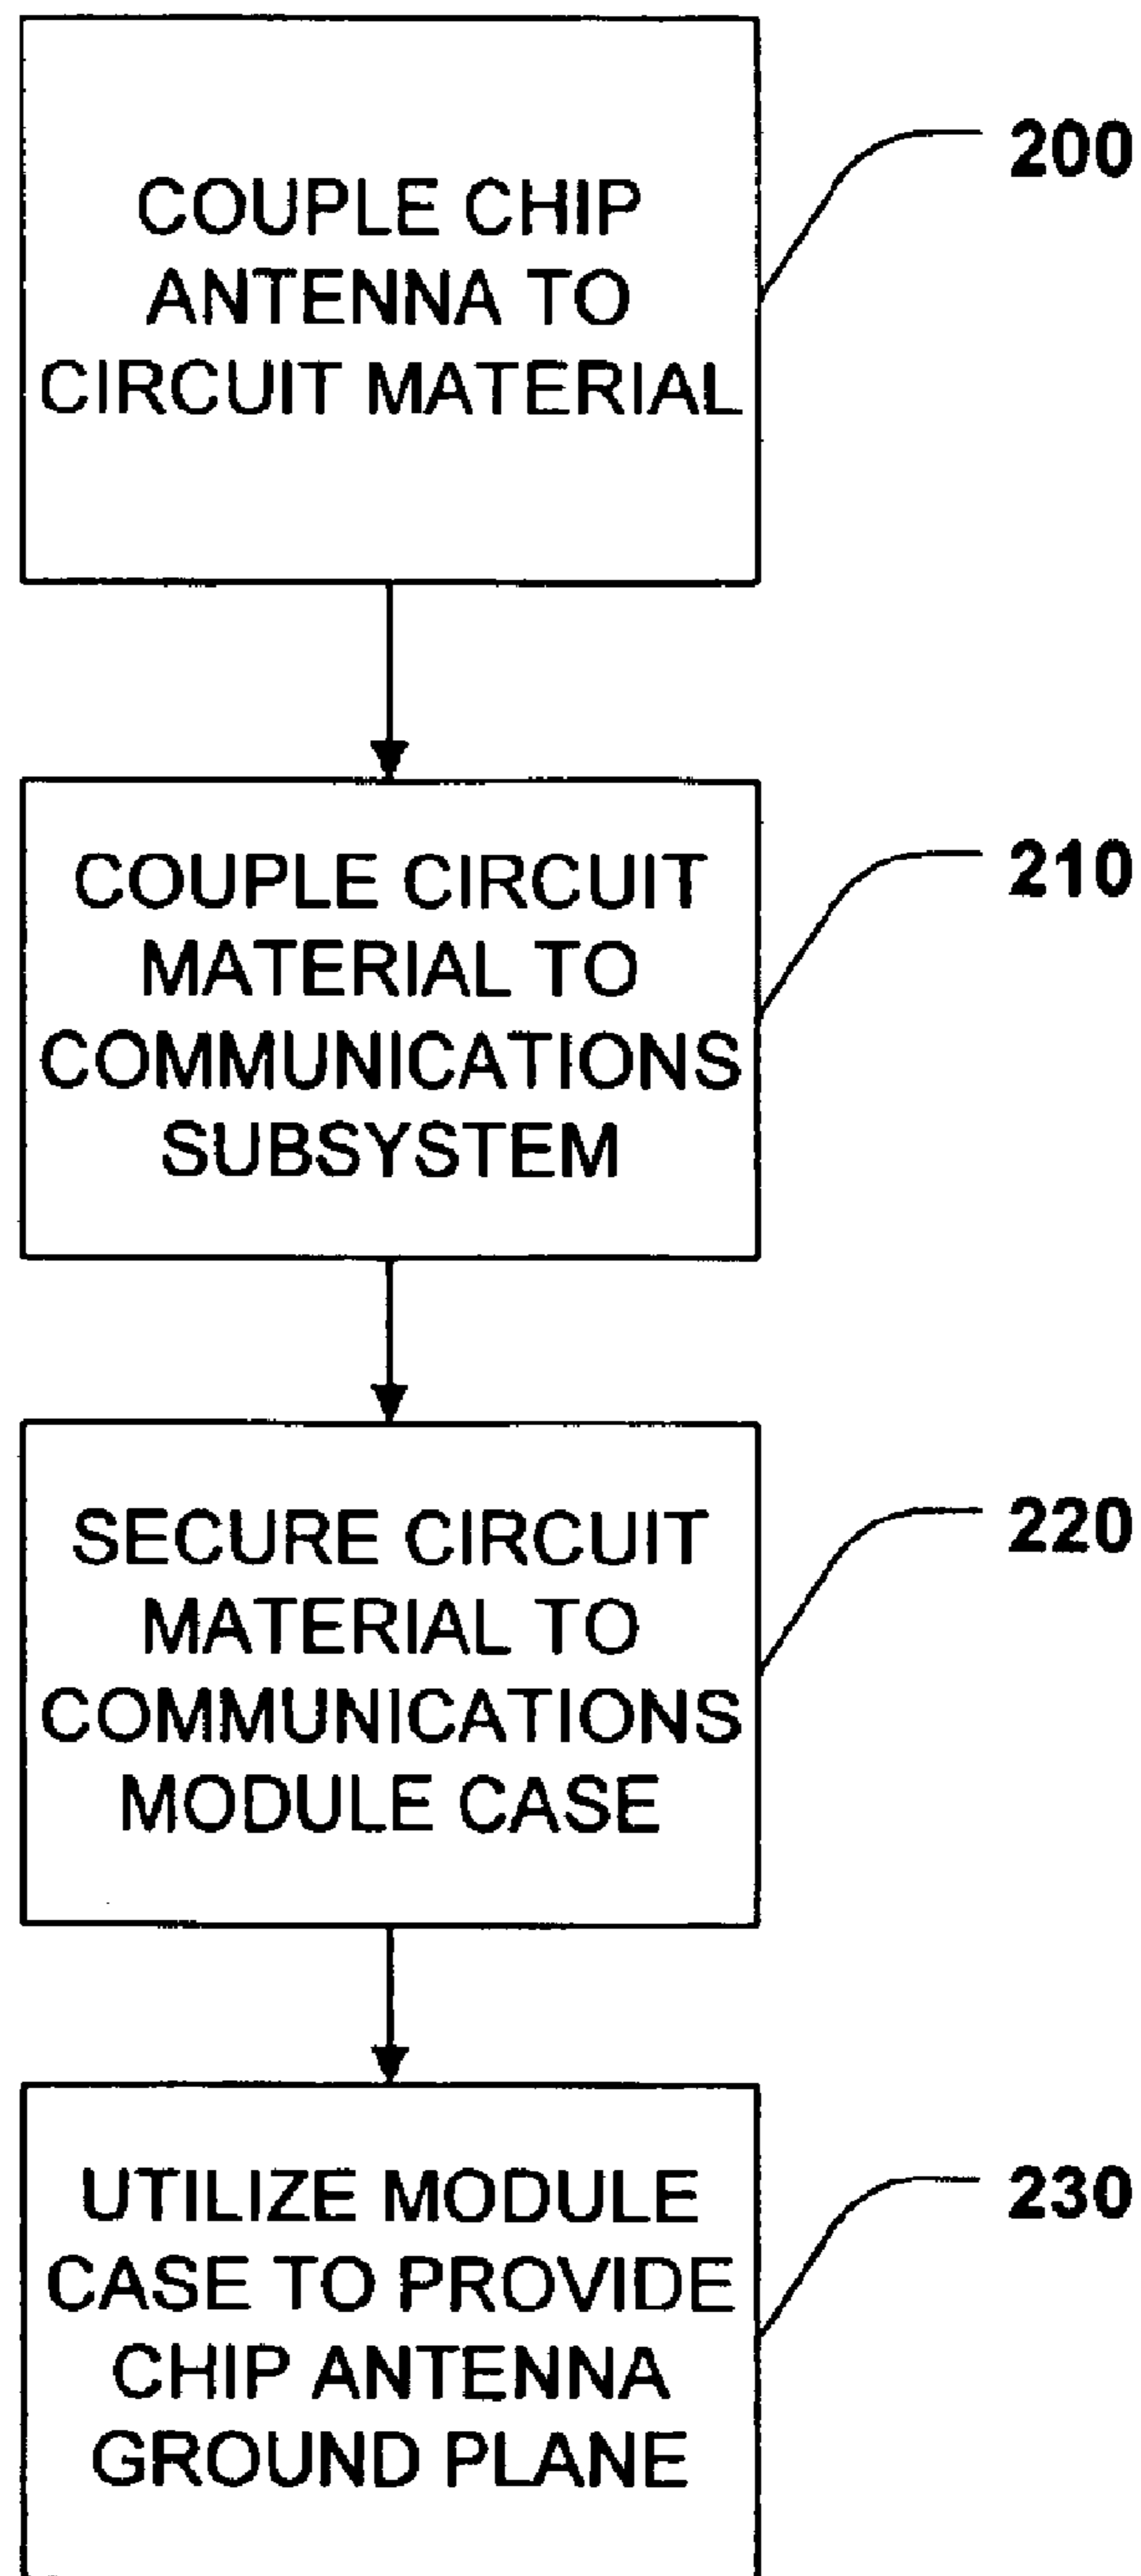 COUPLE CHIP
ANTENNA TO
CIRCUIT MATERIAL
200
COUPLE CIRCUIT
MATERIAL TO
COMMUNICATIONS
SUBSYSTEM
210
SECURE CIRCUIT
MATERIAL TO
COMMUNICATIONS
MODULE CASE
220
UTILIZE MODULE
CASE TO PROVIDE
CHIP ANTENNA
GROUND PLANE
230